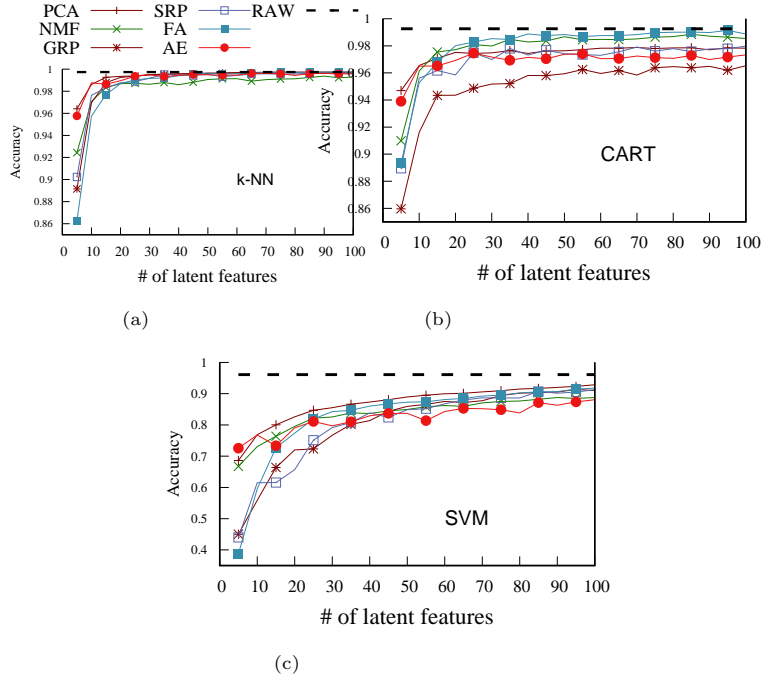 PCA SRP RAW
NMF FA
GRP AE
1
0.98
0.96
0.94
0.92
0.9
0.88
0.86
Accuracy
k-NN
0 10 20 30 40 50 60 70 80 90 100
# of latent features
(a)
1
0.98
0.96
0.94
0.92
0.9
0.88
0.86
Accuracy
CART
0 10 20 30 40 50 60 70 80 90 100
# of latent features
(b)
1
0.9
0.8
0.7
0.6
0.5
0.4
Accuracy
SVM
0 10 20 30 40 50 60 70 80 90 100
# of latent features
(c)